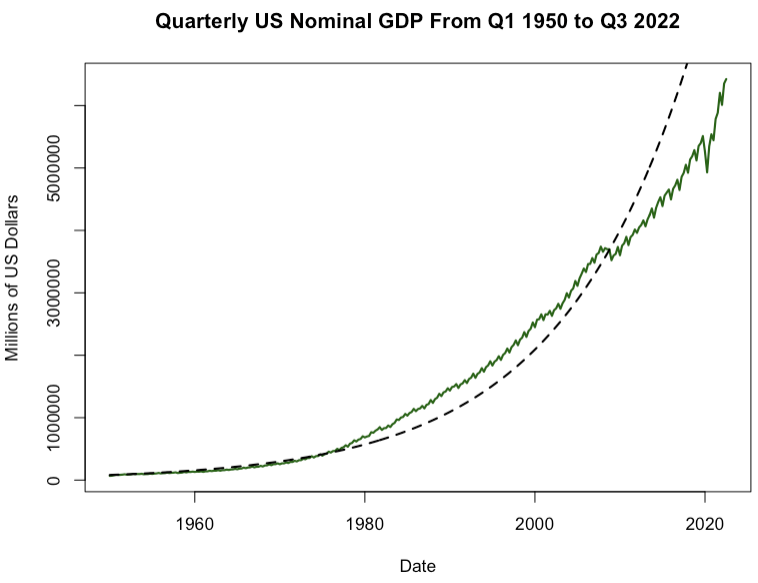 Quarterly US Nominal GDP From Q1 1950 to Q3 2022
Millions of US Dollars
5000000
3000000
1000000
0
1960 1980 2000 2020
Date